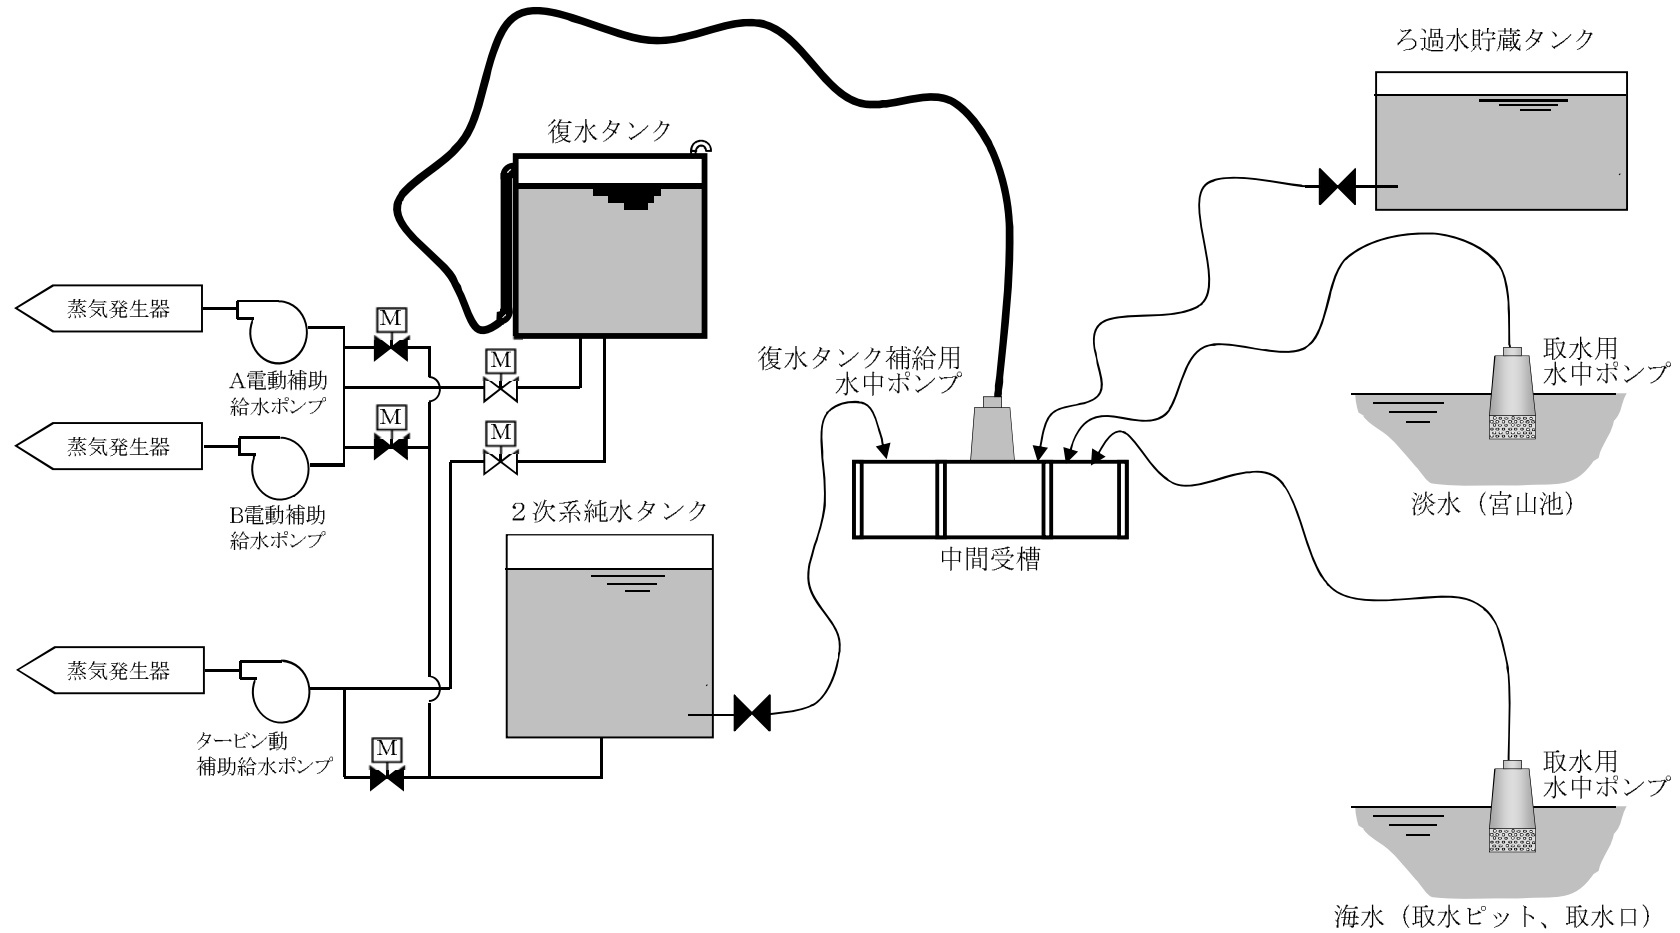 ろ過水貯蔵タンク
復水タンク
蒸気発生器
M
A電動補助
給水ポンプ
M
復水タンク補給用
水中ポンプ
取水用
水中ポンプ
蒸気発生器
M
B電動補助
給水ポンプ
M
2次系純水タンク
淡水（宮山池）
中間受槽
蒸気発生器
タービン動
補助給水ポンプ
M
取水用
水中ポンプ
海水（取水ピット、取水口）